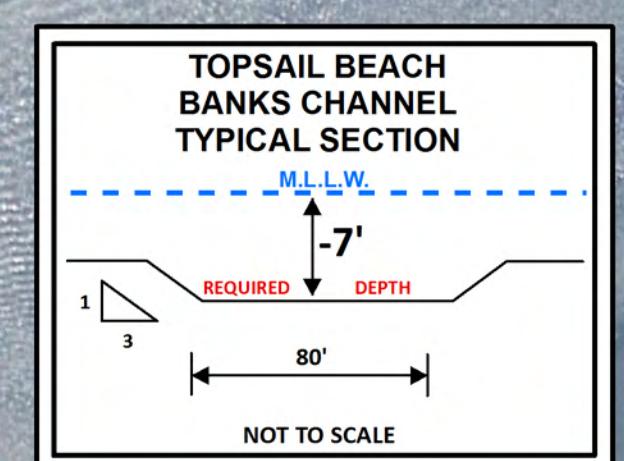 TOPSAIL BEACH
BANKS CHANNEL
TYPICAL SECTION
M.L.L.W.
-7'
REQUIRED DEPTH
1
3
80'
NOT TO SCALE